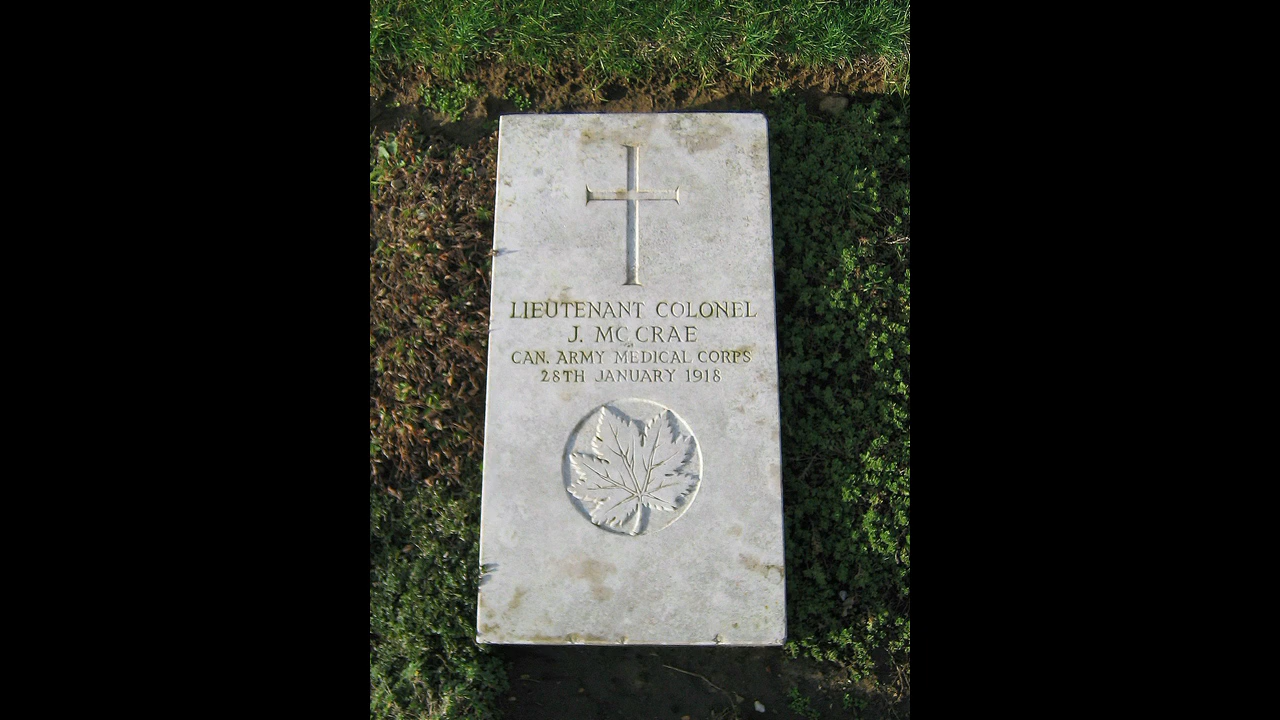 LIEUTENANT COLONEL
J. MCCRAE
CAN. ARMY MEDICAL CORPS
28TH JANUARY 1918